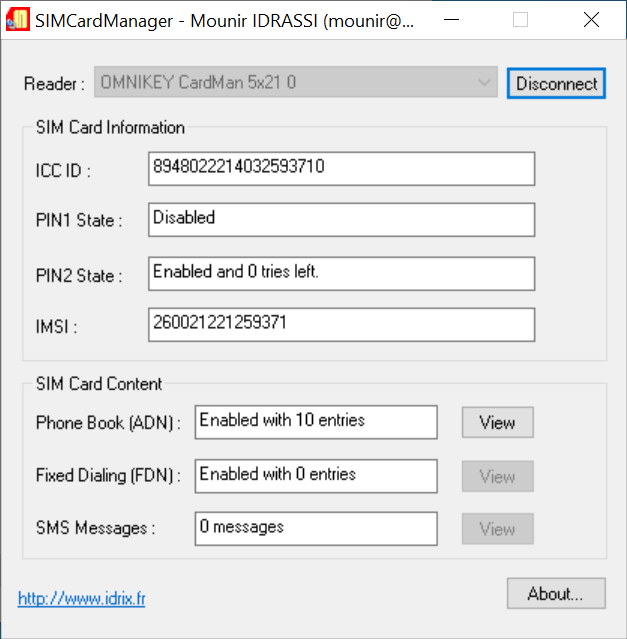 SIMCardManager - Mounir IDRASSI (mounir@...
Reader : OMNIKEY CardMan 5x21 0 Disconnect
SIM Card Information
ICC ID : 8948022214032593710
PIN1 State : Disabled
PIN2 State : Enabled and 0 tries left.
IMSI : 260021221259371
SIM Card Content
Phone Book (ADN) : Enabled with 10 entries View
Fixed Dialing (FDN) : Enabled with 0 entries View
SMS Messages : 0 messages View
http://www.idrix.fr About...